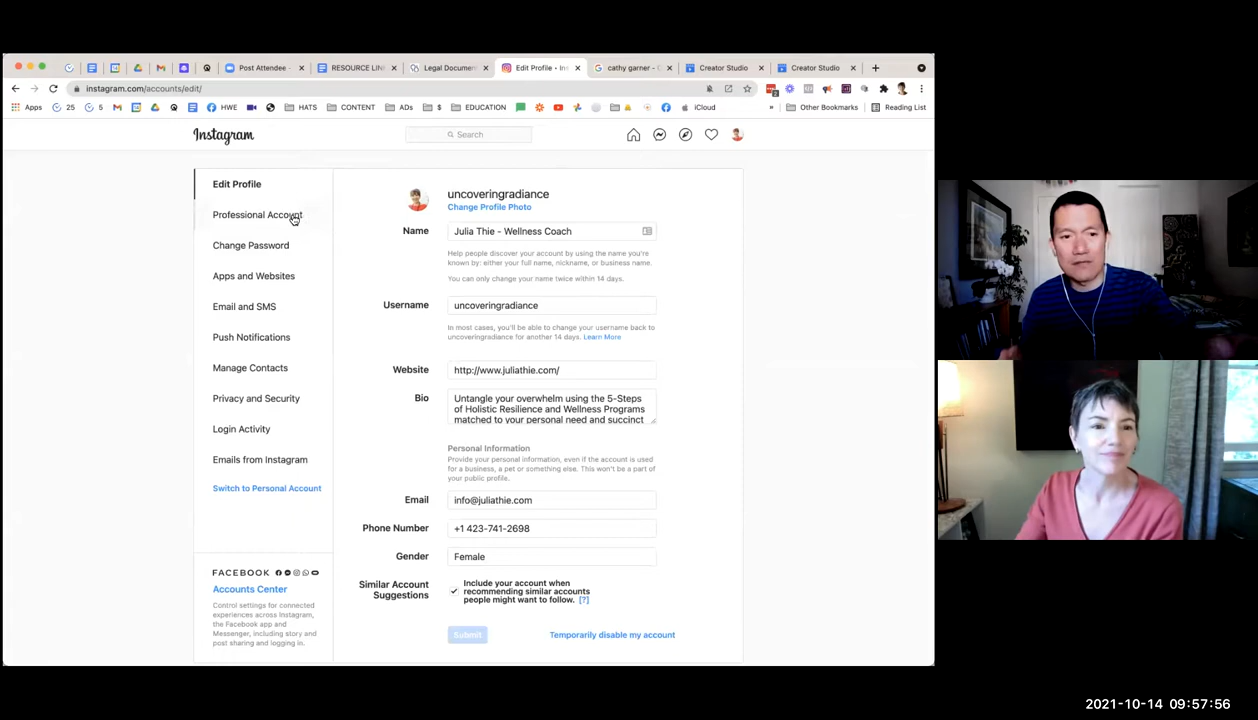 Post Attendee -
RESOURCE LIN
Legal Documen
Edit Profile • Ins
cathy garner -
Creator Studio
Creator Studio
instagram.com/accounts/edit/
Apps
25
5
HWE
HATS
CONTENT
ADs
$
EDUCATION
iCloud
»
Other Bookmarks
Reading List
Instagram
Search
Edit Profile
Professional Account
Change Password
Apps and Websites
Email and SMS
Push Notifications
Manage Contacts
Privacy and Security
Login Activity
Emails from Instagram
Switch to Personal Account
FACEBOOK
Accounts Center
Control settings for connected
experiences across Instagram,
the Facebook app and
Messenger, including story and
post sharing and logging in.
uncoveringradiance
Change Profile Photo
Name
Julia Thie - Wellness Coach
Help people discover your account by using the name you're
known by: either your full name, nickname, or business name.
You can only change your name twice within 14 days.
Username
uncoveringradiance
In most cases, you'll be able to change your username back to
uncoveringradiance for another 14 days. Learn More
Website
http://www.juliathie.com/
Bio
Untangle your overwhelm using the 5-Steps
of Holistic Resilience and Wellness Programs
matched to your personal need and succinct
Personal Information
Provide your personal information, even if the account is used
for a business, a pet or something else. This won't be a part of
your public profile.
Email
info@juliathie.com
Phone Number
+1 423-741-2698
Gender
Female
Similar Account
Suggestions
Include your account when
recommending similar accounts
people might want to follow. [?]
Submit
Temporarily disable my account
2021-10-14 09:57:56